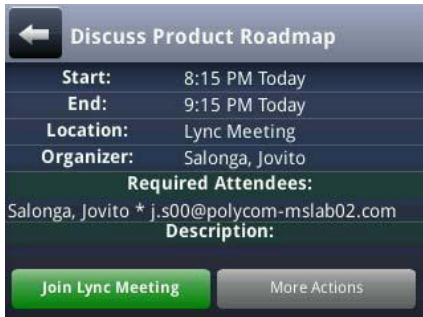 Discuss Product Roadmap
Start: 8:15 PM Today
End: 9:15 PM Today
Location: Lync Meeting
Organizer: Salonga, Jovito
Required Attendees:
Salonga, Jovito * j.s00@polycom-mslab02.com
Description:
Join Lync Meeting More Actions